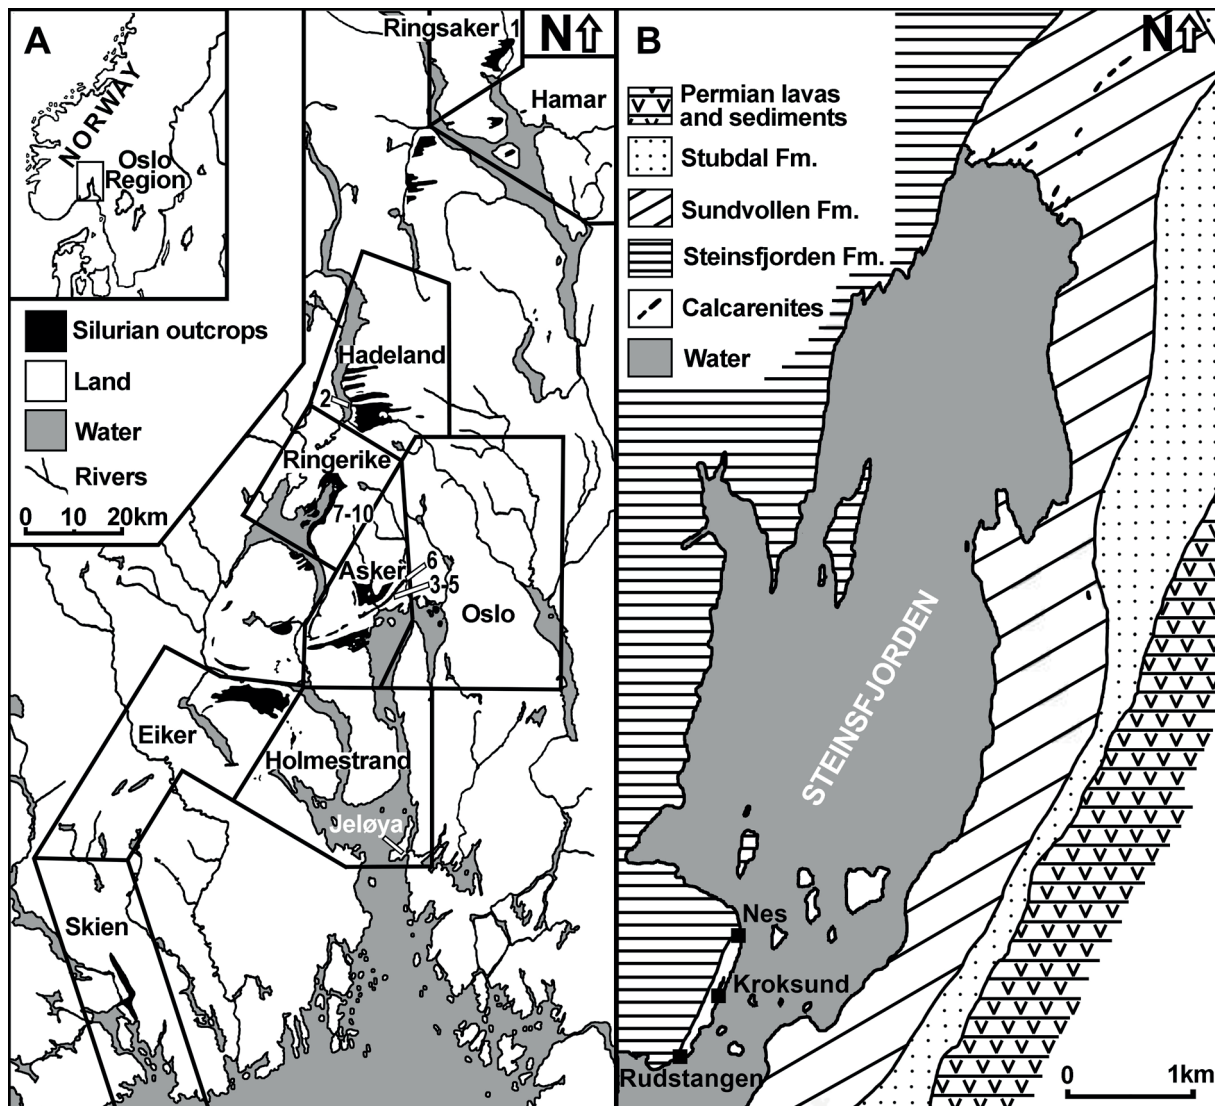 A
NORWAY
Oslo
Region
Silurian outcrops
Land
Water
Rivers
0 10 20km
Ringsaker 1
N
Hamar
Hadeland
2
Ringerike
7-10
Asker
6
3-5
Oslo
Eiker
Holmestrand
Jeløya
Skien
B
N
Permian lavas
and sediments
Stubdal Fm.
Sundvollen Fm.
Steinsfjorden Fm.
Calcarenites
Water
STEINSFJORDEN
Nes
Kroksund
Rudstangen
0 1km